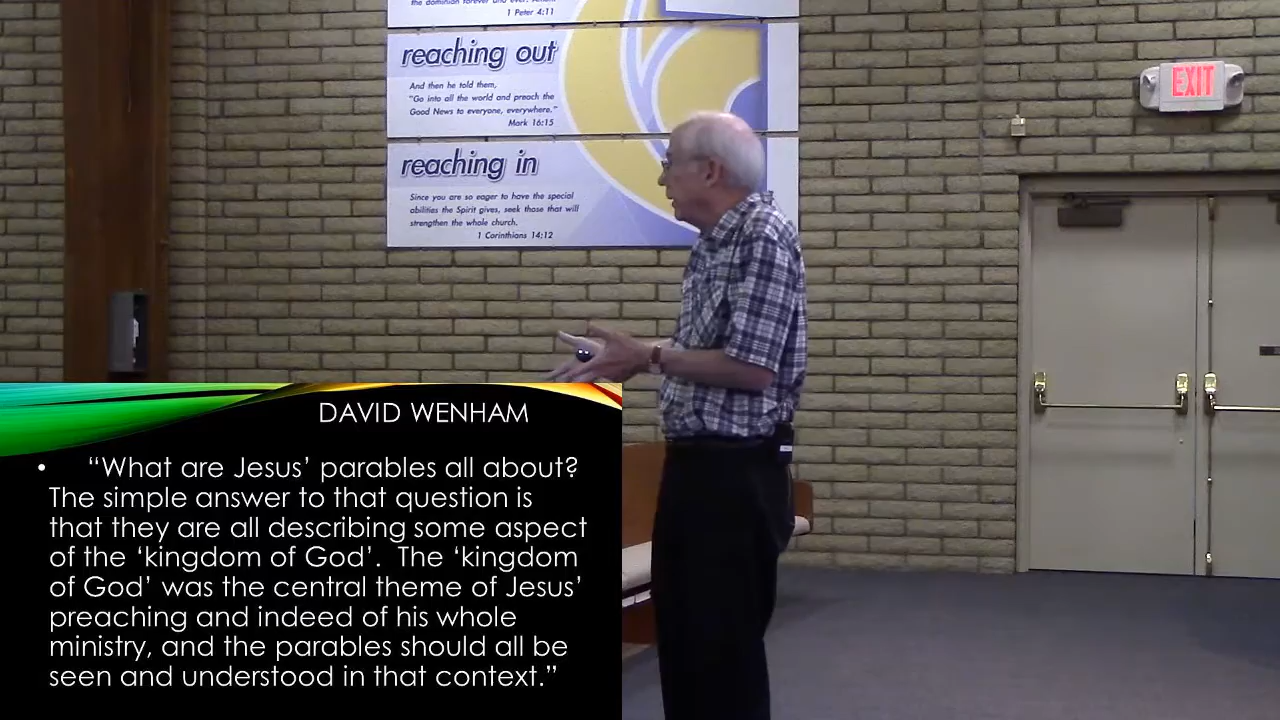 the dominion forever and ever. Amen.
1 Peter 4:11
reaching out
And then he told them,
"Go into all the world and preach the
Good News to everyone, everywhere."
Mark 16:15
reaching in
Since you are so eager to have the special
abilities the Spirit gives, seek those that will
strengthen the whole church.
1 Corinthians 14:12
EXIT
DAVID WENHAM
• “What are Jesus’ parables all about?
The simple answer to that question is
that they are all describing some aspect
of the ‘kingdom of God’. The ‘kingdom
of God’ was the central theme of Jesus’
preaching and indeed of his whole
ministry, and the parables should all be
seen and understood in that context.”